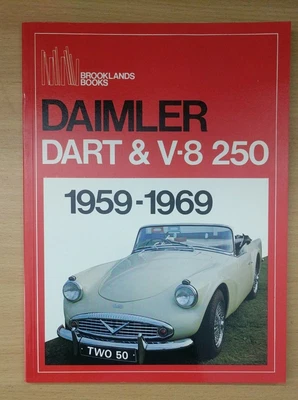 BROOKLANDS
BOOKS
DAIMLER
DART & V-8 250
1959-1969
TWO 50